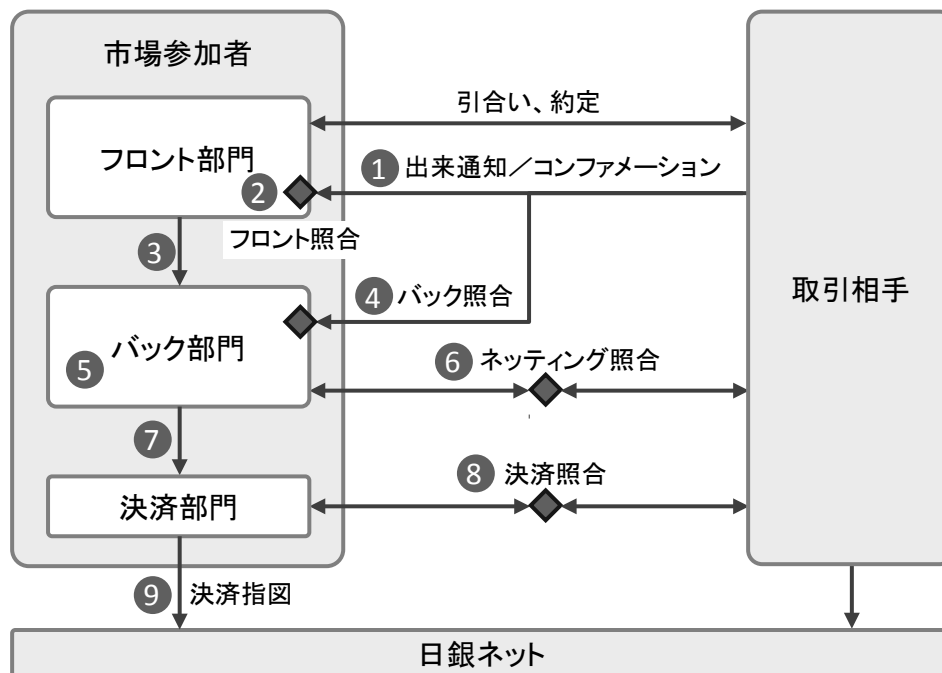 市場参加者
引合い、約定
フロント部門
① 出来通知／コンファメーション
②
フロント照合
③
取引相手
④ バック照合
バック部門
⑤
⑥ ネッティング照合
⑦
⑧ 決済照合
決済部門
⑨ 決済指図
日銀ネット